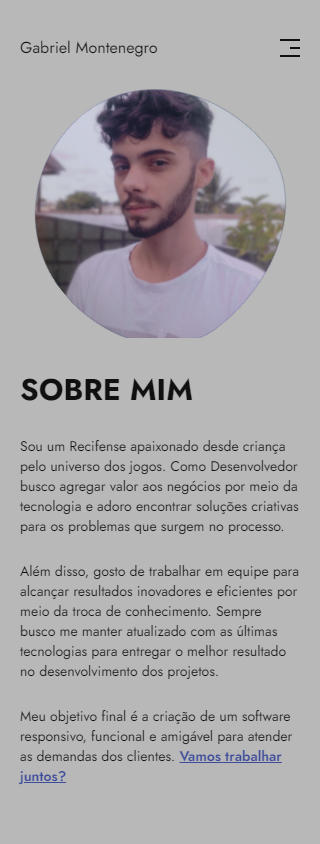 Gabriel Montenegro
SOBRE MIM
Sou um Recifense apaixonado desde criança
pelo universo dos jogos. Como Desenvolvedor
busco agregar valor aos negócios por meio da
tecnologia e adoro encontrar soluções criativas
para os problemas que surgem no processo.
Além disso, gosto de trabalhar em equipe para
alcançar resultados inovadores e eficientes por
meio da troca de conhecimento. Sempre
busco me manter atualizado com as últimas
tecnologias para entregar o melhor resultado
no desenvolvimento dos projetos.
Meu objetivo final é a criação de um software
responsivo, funcional e amigável para atender
as demandas dos clientes. Vamos trabalhar
juntos?